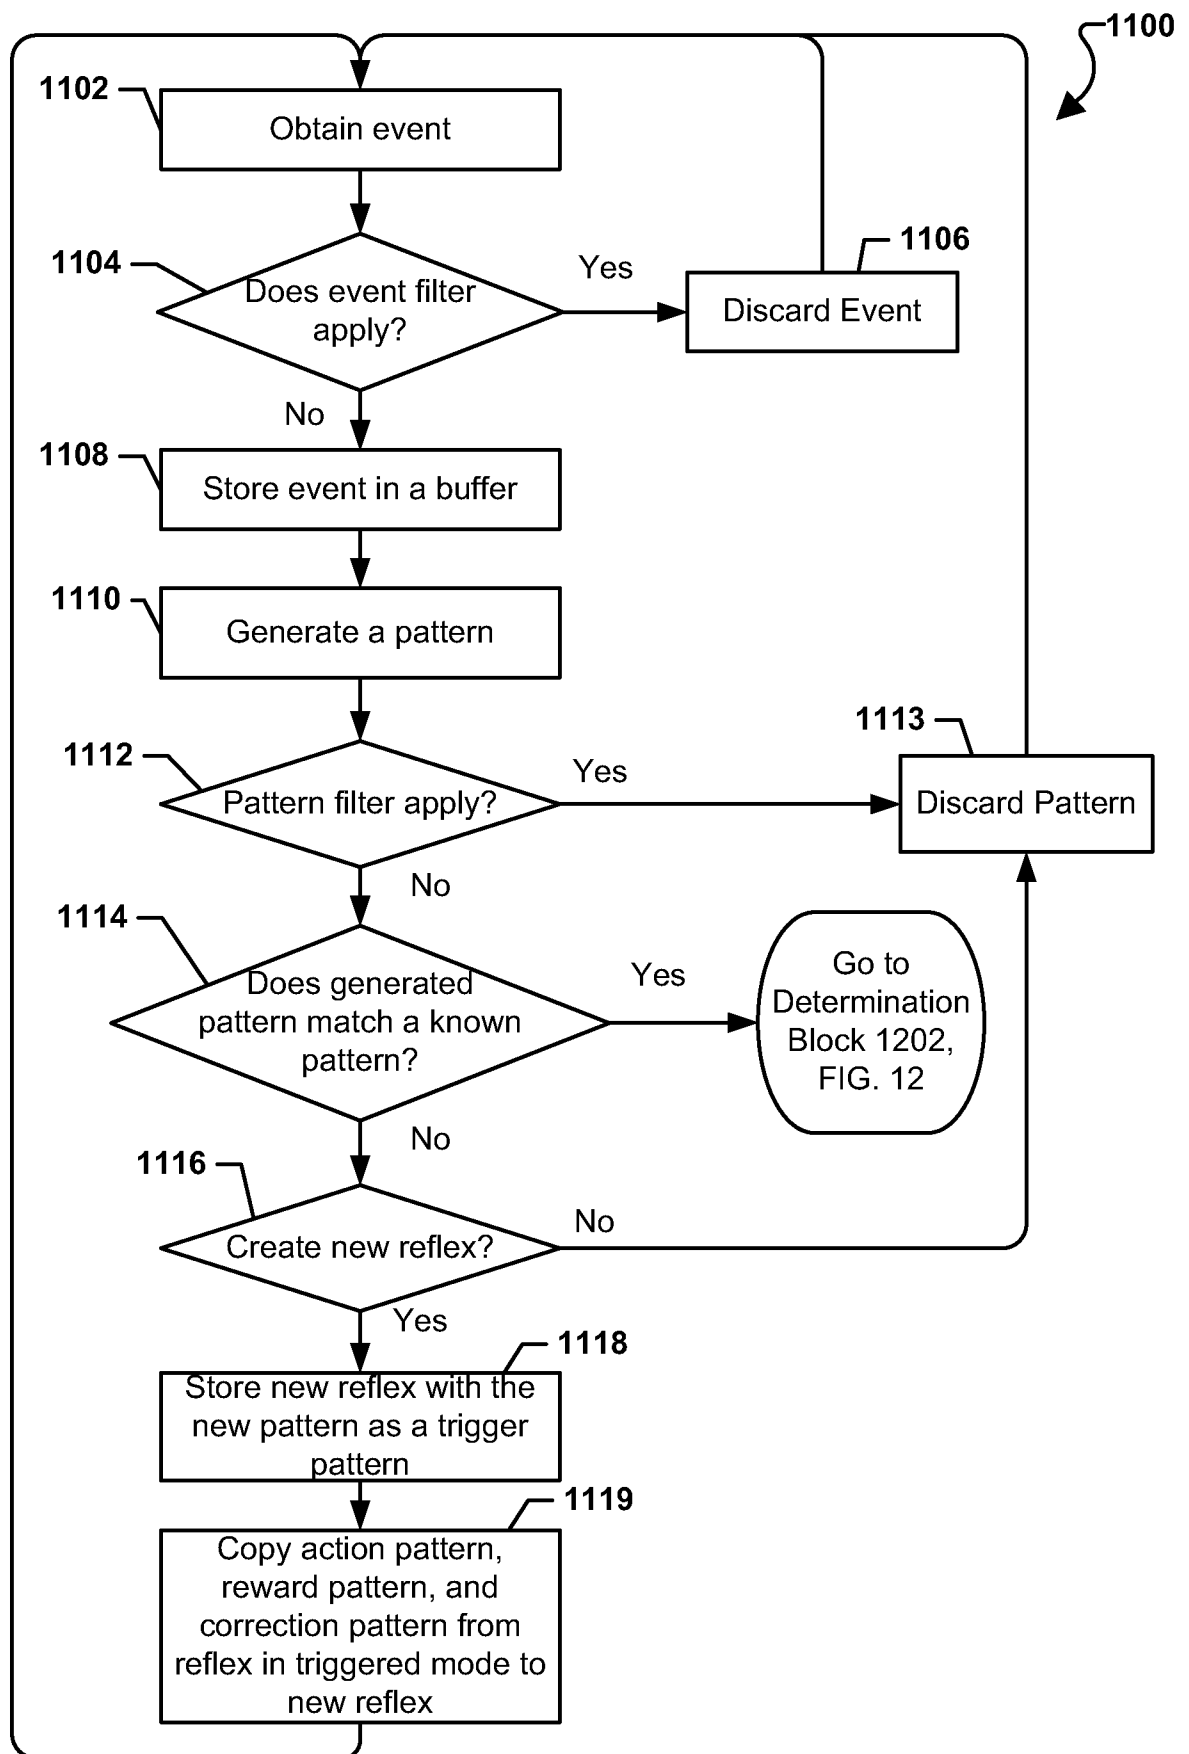 1100
1102
Obtain event
1104
Does event filter
apply?
Yes
1106
Discard Event
No
1108
Store event in a buffer
1110
Generate a pattern
1112
Pattern filter apply?
Yes
1113
Discard Pattern
No
1114
Does generated
pattern match a known
pattern?
Yes
Go to
Determination
Block 1202,
FIG. 12
No
1116
Create new reflex?
No
Yes
1118
Store new reflex with the
new pattern as a trigger
pattern
1119
Copy action pattern,
reward pattern, and
correction pattern from
reflex in triggered mode to
new reflex